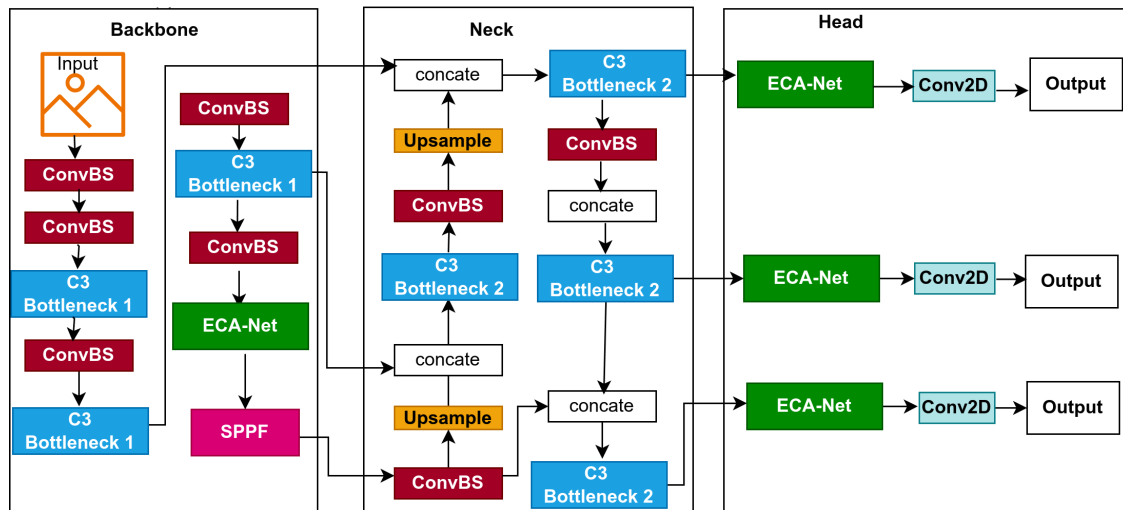 Backbone
Input
ConvBS
ConvBS
C3
Bottleneck 1
ConvBS
C3
Bottleneck 1
ConvBS
C3
Bottleneck 1
ConvBS
ECA-Net
SPPF
Neck
concate
Upsample
ConvBS
C3
Bottleneck 2
concate
Upsample
ConvBS
C3
Bottleneck 2
ConvBS
concate
C3
Bottleneck 2
concate
C3
Bottleneck 2
Head
ECA-Net
Conv2D
Output
ECA-Net
Conv2D
Output
ECA-Net
Conv2D
Output